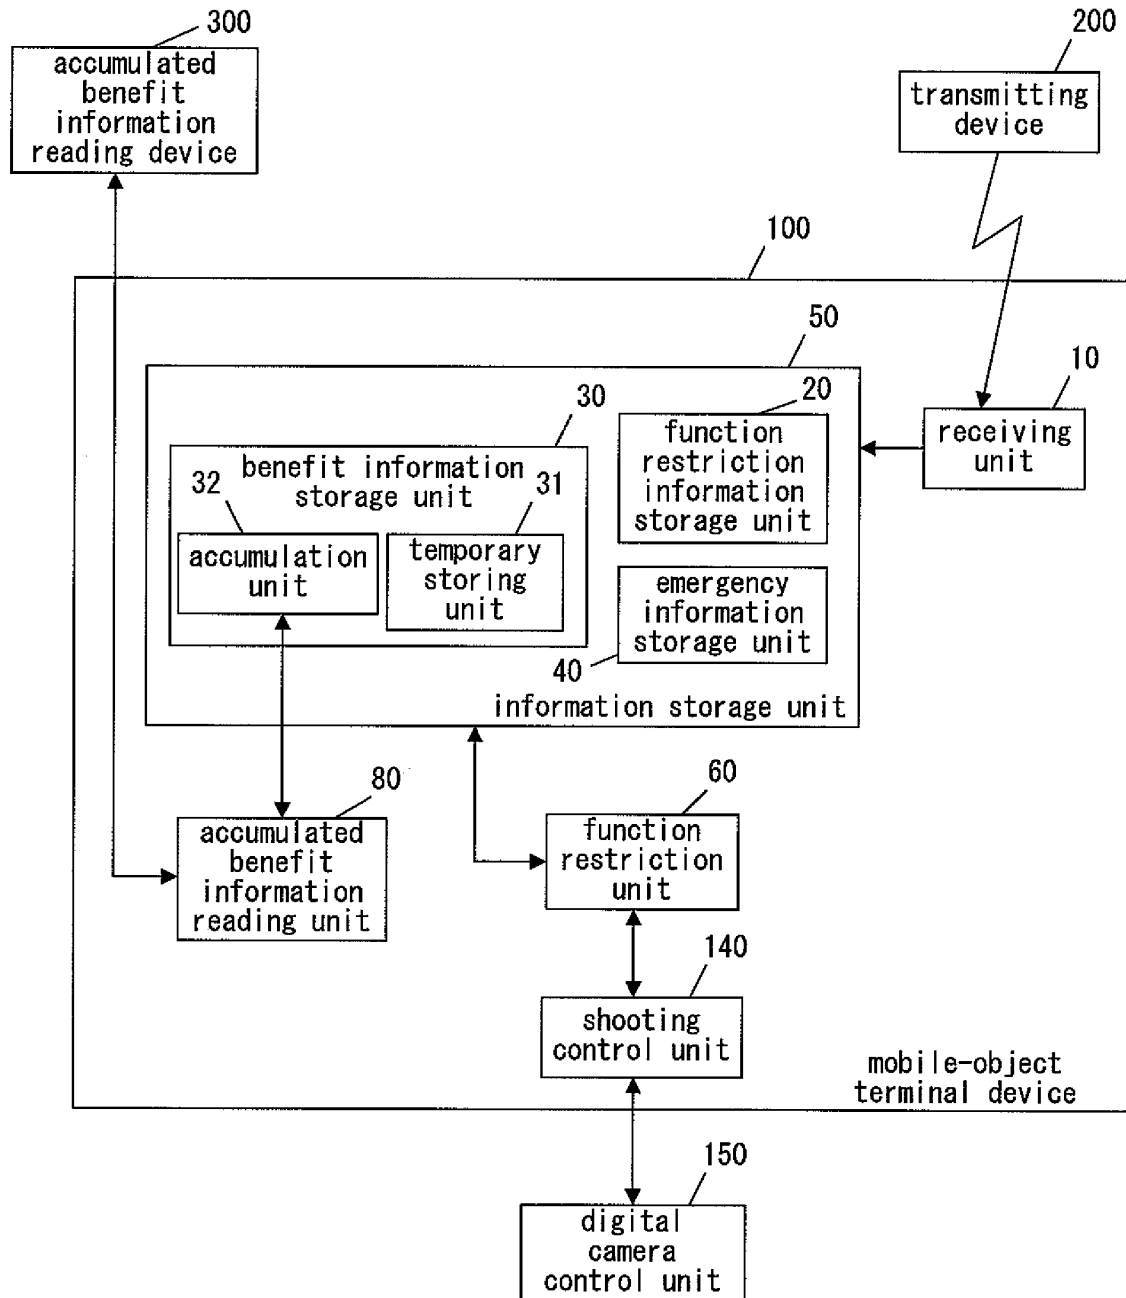 300
accumulated
benefit
information
reading device
200
transmitting
device
100
50
10
receiving
unit
30
20
function
restriction
information
storage unit
benefit information
storage unit
32
31
accumulation
unit
temporary
storing
unit
emergency
information
storage unit
40
information storage unit
80
accumulated
benefit
information
reading unit
60
function
restriction
unit
140
shooting
control unit
mobile-object
terminal device
150
digital
camera
control unit